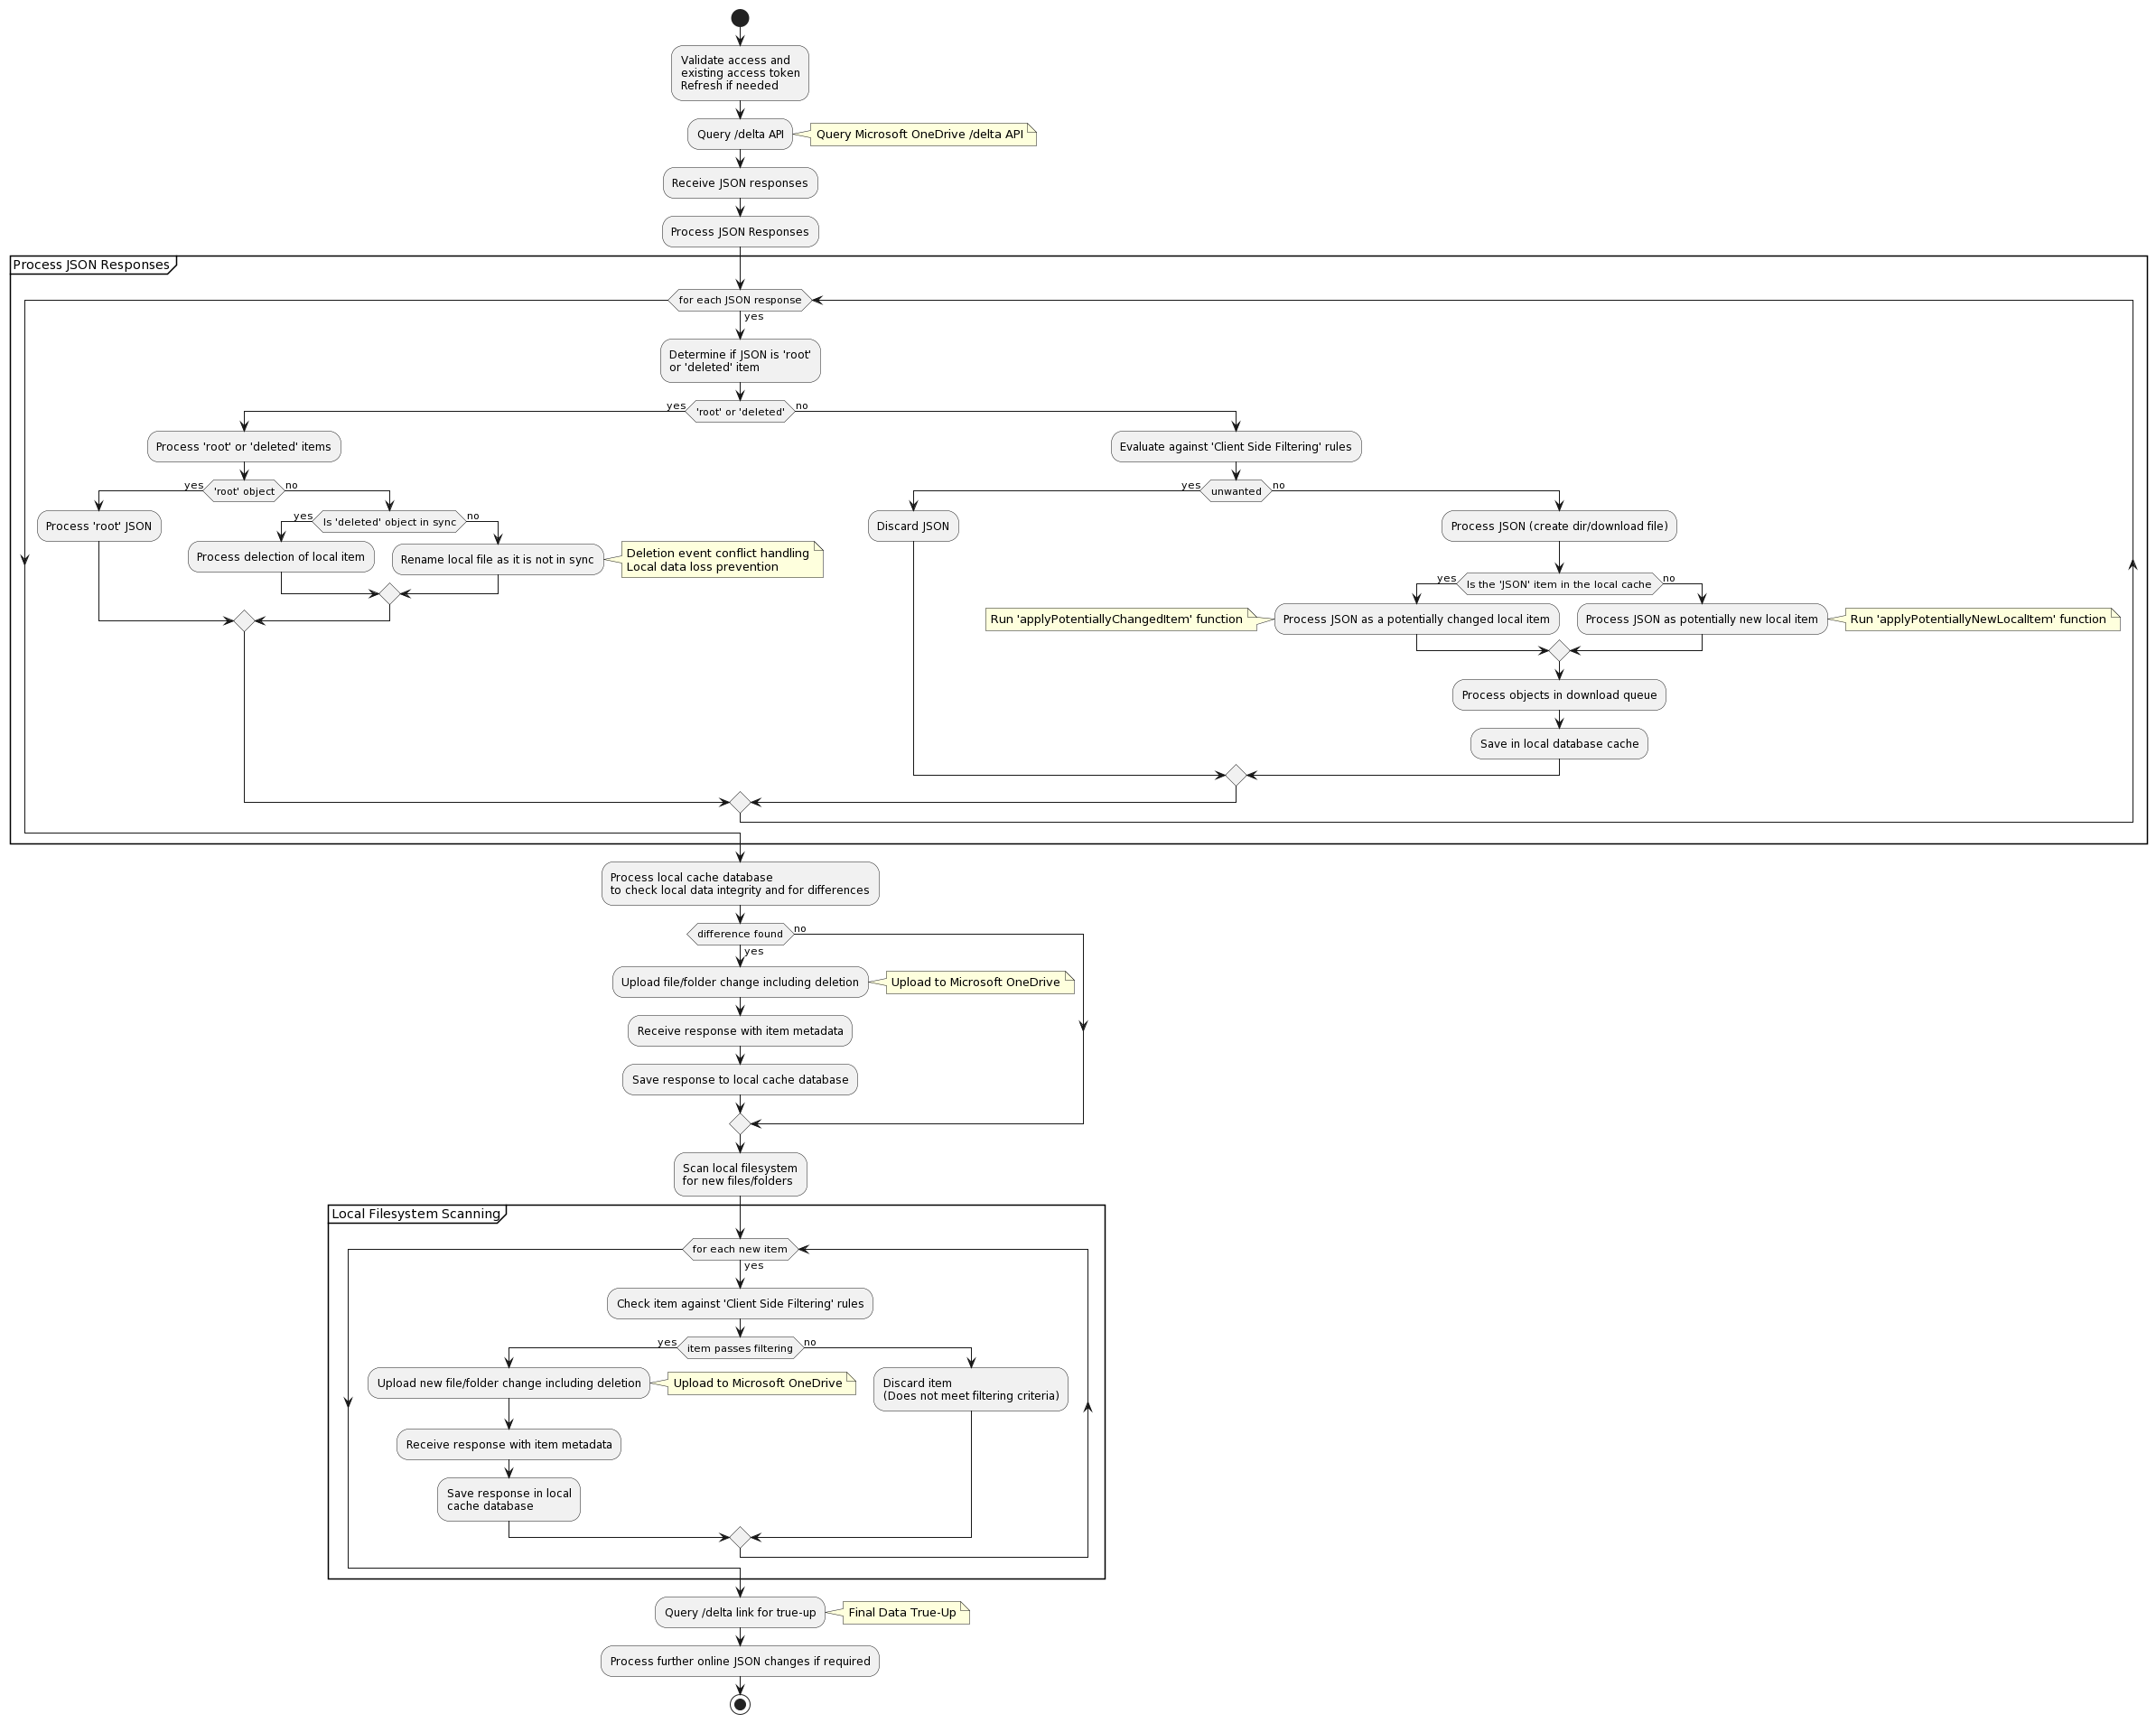 Validate access and
existing access token
Refresh if needed
Query /delta API
Query Microsoft OneDrive /delta API
Receive JSON responses
Process JSON Responses
Process JSON Responses
for each JSON response
yes
Determine if JSON is 'root'
or 'deleted' item
yes
'root' or 'deleted'
no
Process 'root' or 'deleted' items
yes
'root' object
no
Process 'root' JSON
yes
Is 'deleted' object in sync
no
Process delection of local item
Rename local file as it is not in sync
Deletion event conflict handling
Local data loss prevention
Evaluate against 'Client Side Filtering' rules
yes
unwanted
no
Discard JSON
Process JSON (create dir/download file)
yes
Is the 'JSON' item in the local cache
no
Run 'applyPotentiallyChangedItem' function
Process JSON as a potentially changed local item
Process JSON as potentially new local item
Run 'applyPotentiallyNewLocalItem' function
Process objects in download queue
Save in local database cache
Process local cache database
to check local data integrity and for differences
difference found
no
yes
Upload file/folder change including deletion
Upload to Microsoft OneDrive
Receive response with item metadata
Save response to local cache database
Scan local filesystem
for new files/folders
Local Filesystem Scanning
for each new item
yes
Check item against 'Client Side Filtering' rules
yes
item passes filtering
no
Upload new file/folder change including deletion
Upload to Microsoft OneDrive
Discard item
(Does not meet filtering criteria)
Receive response with item metadata
Save response in local
cache database
Query /delta link for true-up
Final Data True-Up
Process further online JSON changes if required